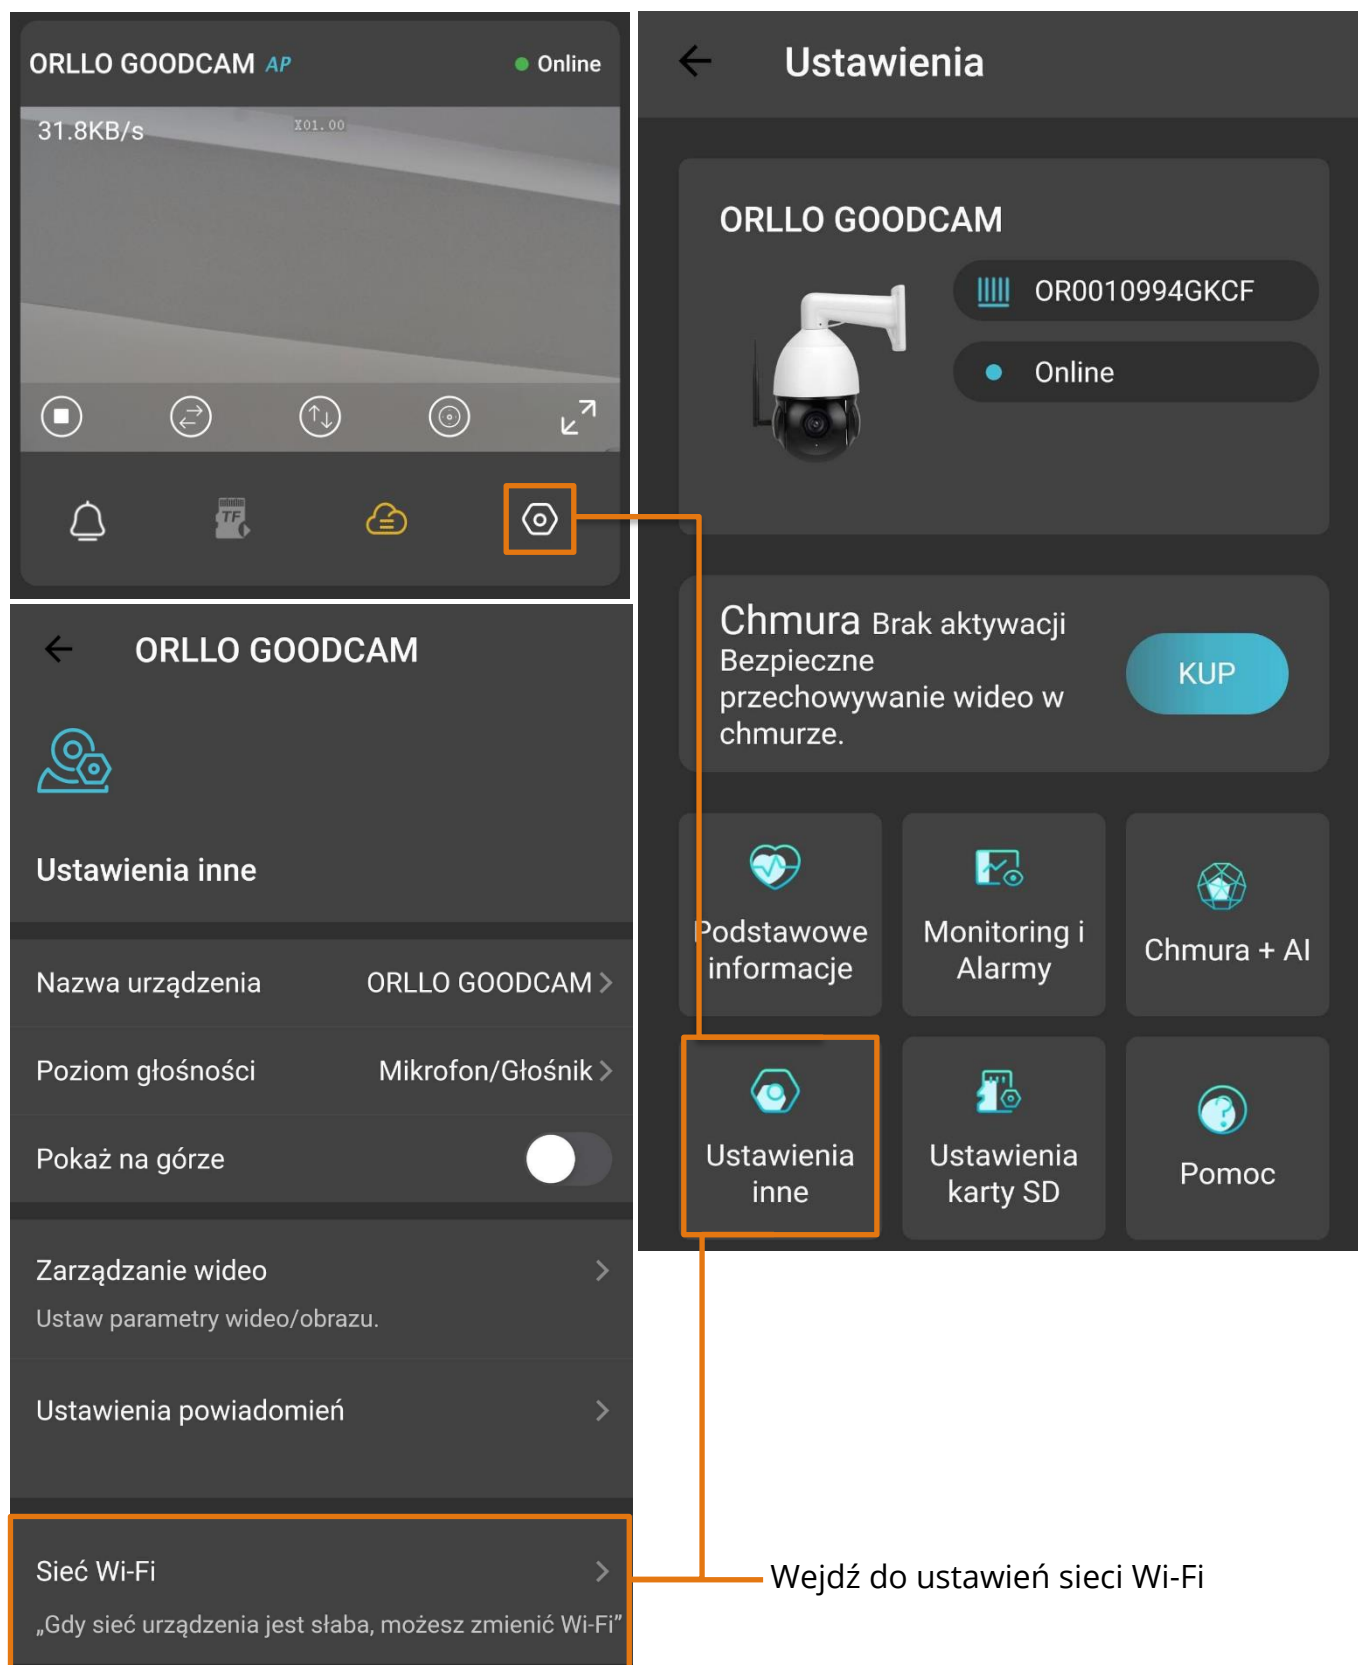 ORLLO GOODCAM AP
Online
31.8KB/s
X01.00
TF
Ustawienia
ORLLO GOODCAM
OR0010994GKCF
Online
Chmura Brak aktywacji
Bezpieczne
przechowywanie wideo w
chmurze.
KUP
Podstawowe
informacje
Monitoring i
Alarmy
Chmura + AI
Ustawienia
inne
Ustawienia
karty SD
Pomoc
ORLLO GOODCAM
Ustawienia inne
Nazwa urządzenia
ORLLO GOODCAM
Poziom głośności
Mikrofon/Głośnik
Pokaż na górze
Zarządzanie wideo
Ustaw parametry wideo/obrazu.
Ustawienia powiadomień
Sieć Wi-Fi
„Gdy sieć urządzenia jest słaba, możesz zmienić Wi-Fi”
Wejdź do ustawień sieci Wi-Fi